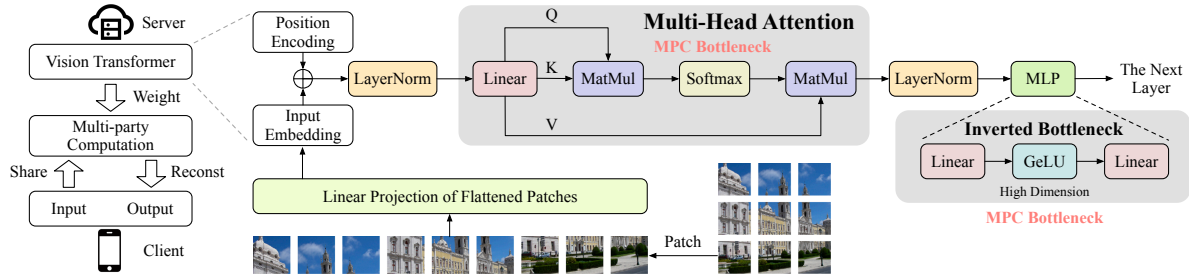 Server
Vision Transformer
Weight
Multi-party
Computation
Share
Reconst
Input
Output
Client
Position
Encoding
Input
Embedding
Linear Projection of Flattened Patches
Patch
LayerNorm
Multi-Head Attention
MPC Bottleneck
Q
K
V
Linear
MatMul
Softmax
MatMul
LayerNorm
MLP
The Next
Layer
Inverted Bottleneck
Linear
GeLU
Linear
High Dimension
MPC Bottleneck